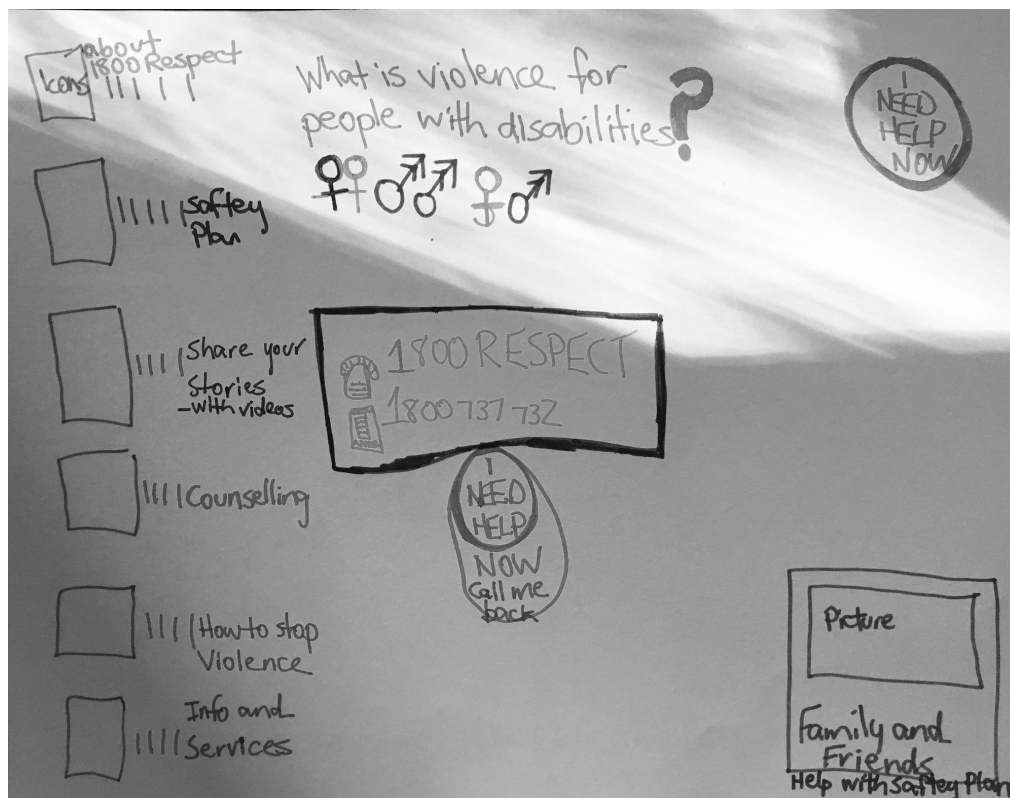 Icons
about
1800 Respect
What is violence for
people with disabilities?
I
NEED
HELP
NOW
Saftey
Plan
Share your
Stories
-with videos
1800 RESPECT
1800 737 732
Counselling
I
NEED
HELP
NOW
Call me
back
How to stop
Violence
Info and
Services
Picture
Family and
Friends
Help with Saftey Plan